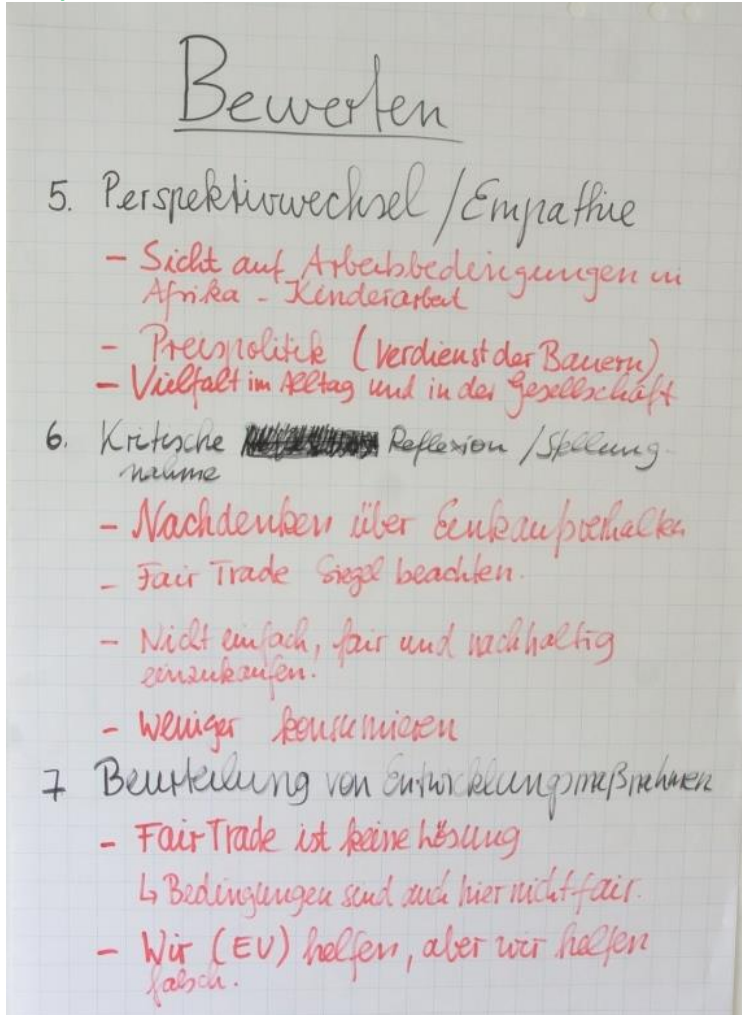 Bewerten
5. Perspektivwechsel / Empathie
- Sicht auf Arbeitsbedingungen in
Afrika - Kinderarbeit
- Preispolitik (Verdienst der Bauern)
- Vielfalt im Alltag und in der Gesellschaft
6. Kritische Reflexion / Stellung-
nahme
- Nachdenken über Einkaufverhalten
- Fair Trade Siegel beachten.
- Nicht einfach, fair und nachhaltig
einzukaufen.
- Weniger konsumieren
7 Beurteilung von Entwicklungsmaßnahmen
- Fair Trade ist keine Lösung
↳ Bedingungen sind auch hier nicht fair.
- Wir (EU) helfen, aber wir helfen
falsch.